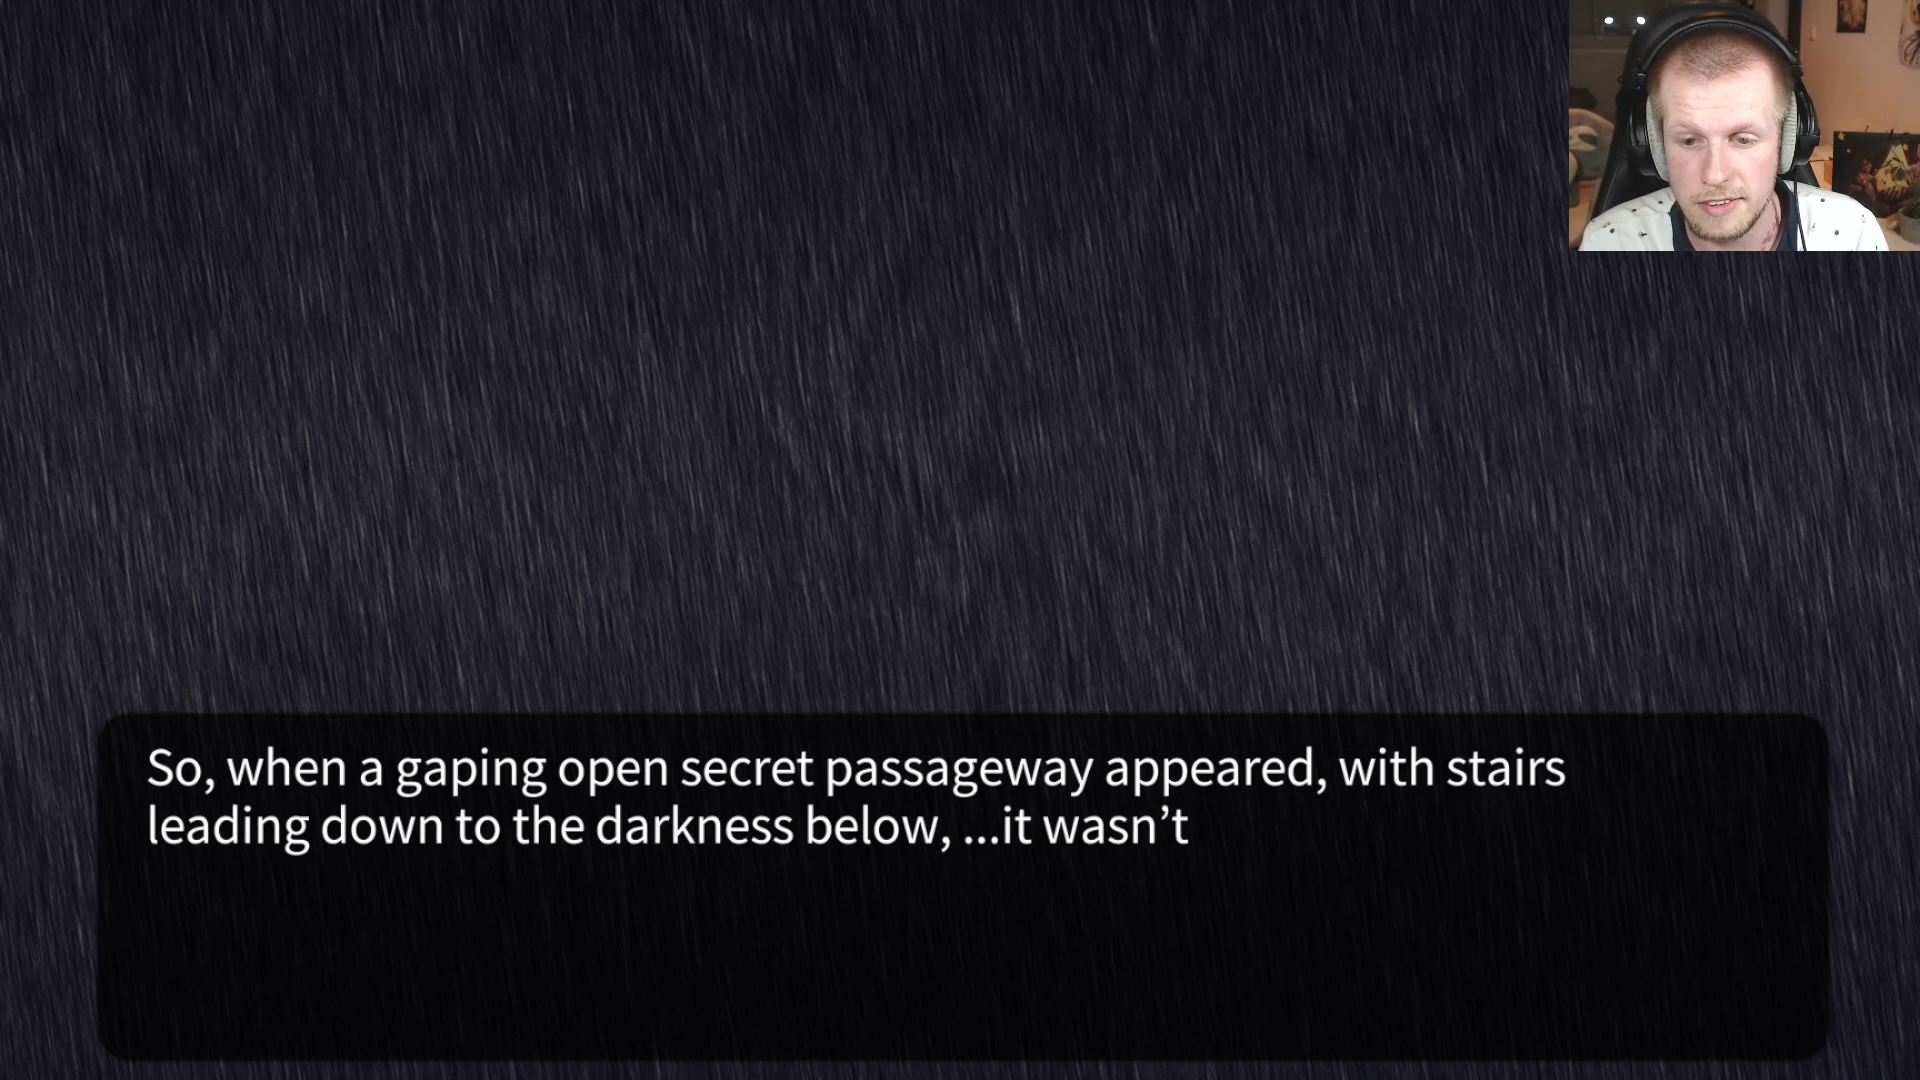 So, when a gaping open secret passageway appeared, with stairs
leading down to the darkness below, ...it wasn’t